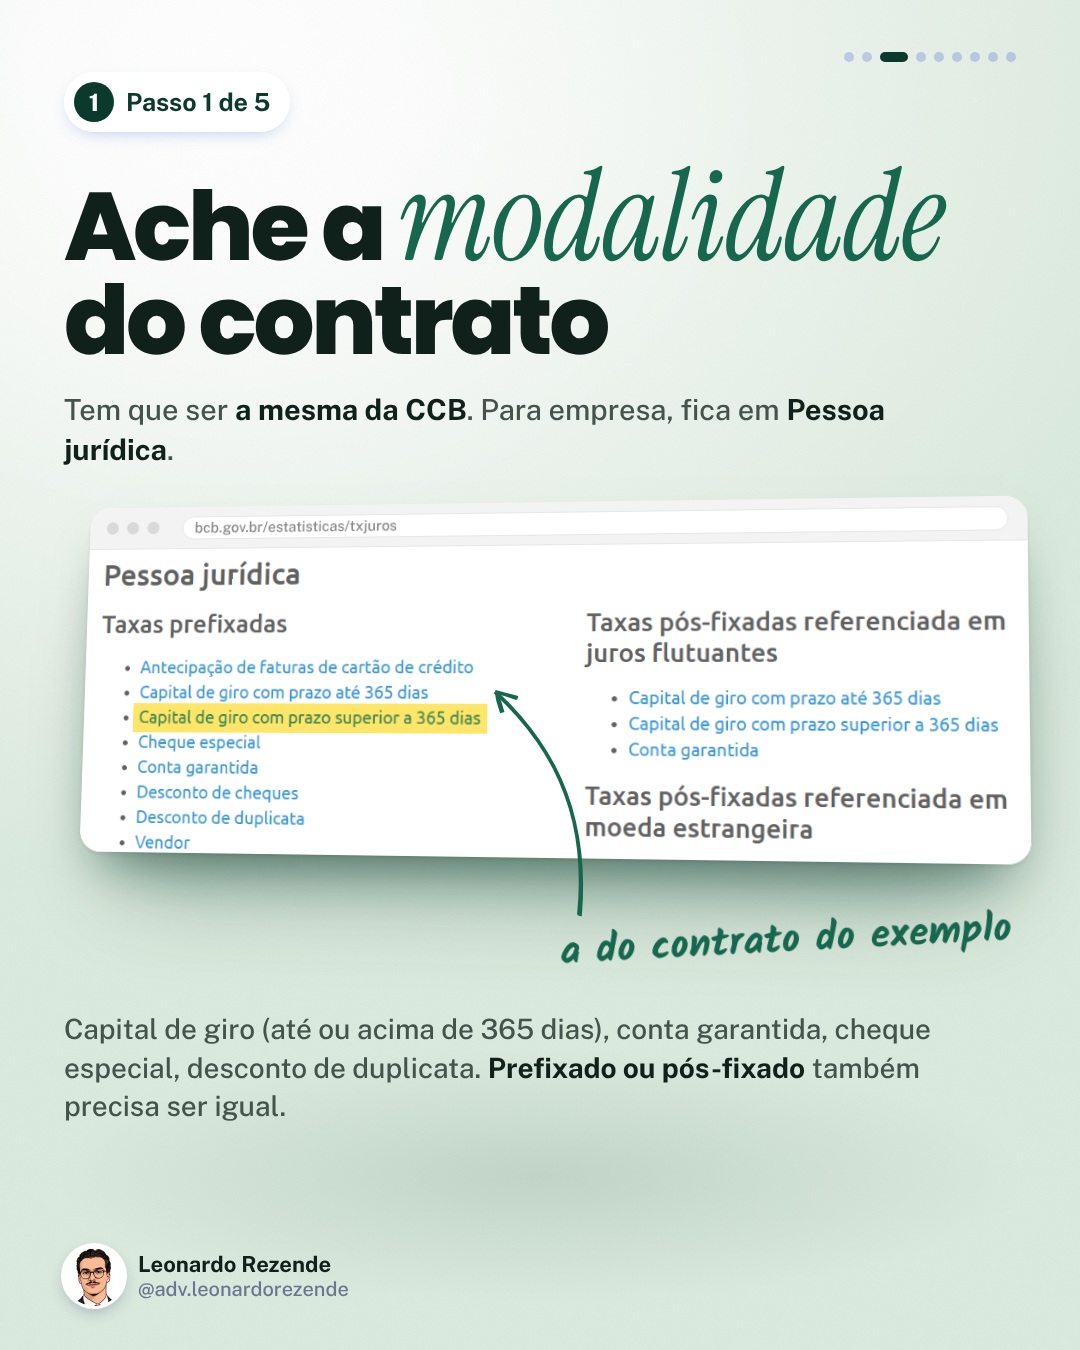 1 Passo 1 de 5
Ache a modalidade
do contrato
Tem que ser a mesma da CCB. Para empresa, fica em Pessoa
jurídica.
bcb.gov.br/estatisticas/txjuros
Pessoa jurídica
Taxas prefixadas
• Antecipação de faturas de cartão de crédito
• Capital de giro com prazo até 365 dias
• Capital de giro com prazo superior a 365 dias
• Cheque especial
• Conta garantida
• Desconto de cheques
• Desconto de duplicata
• Vendor
Taxas pós-fixadas referenciada em
juros flutuantes
• Capital de giro com prazo até 365 dias
• Capital de giro com prazo superior a 365 dias
• Conta garantida
Taxas pós-fixadas referenciada em
moeda estrangeira
a do contrato do exemplo
Capital de giro (até ou acima de 365 dias), conta garantida, cheque
especial, desconto de duplicata. Prefixado ou pós-fixado também
precisa ser igual.
Leonardo Rezende
@adv.leonardorezende